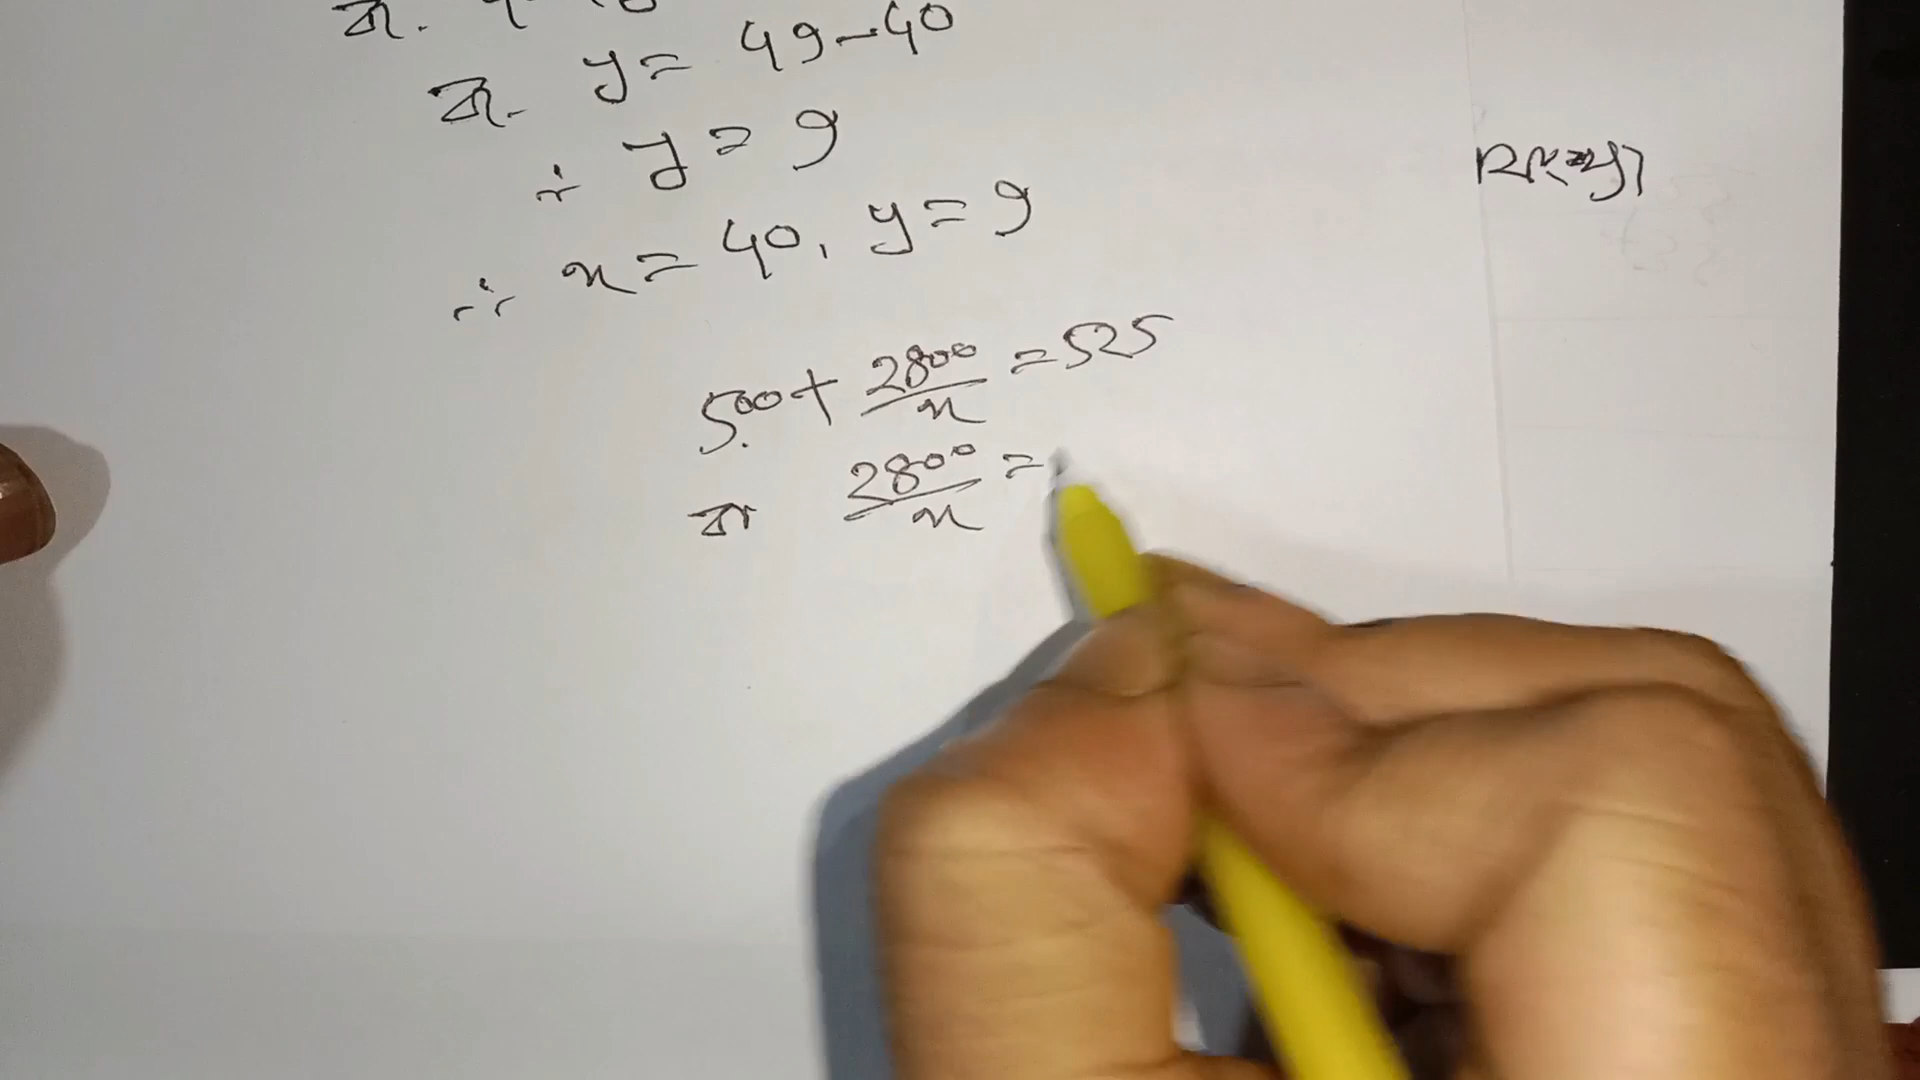 বা. y = 49-40
∴ y = 9
∴ x = 40, y = 9
500 + 2800/x = 525
বা 2800/x =